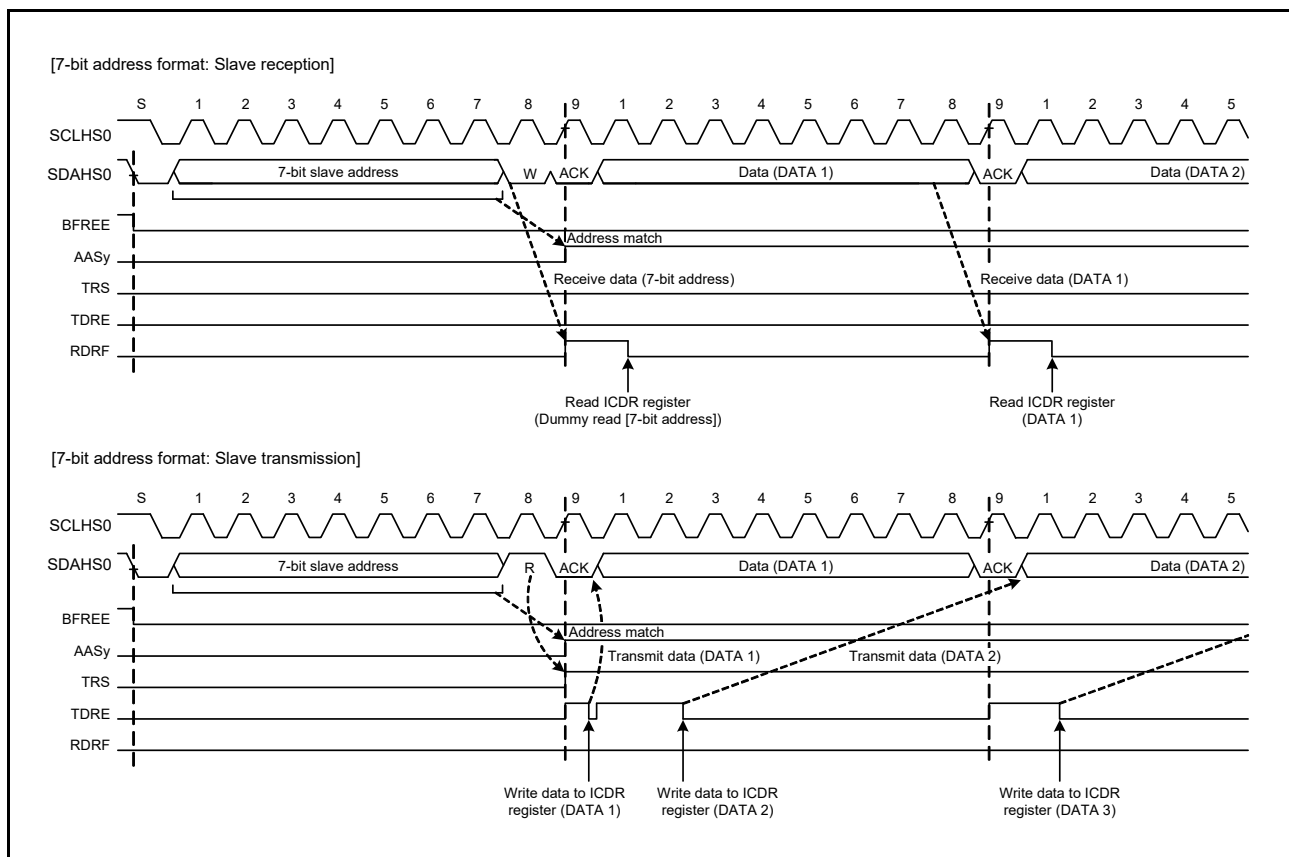 [7-bit address format: Slave reception]
S 1 2 3 4 5 6 7 8 9 1 2 3 4 5 6 7 8 9 1 2 3 4 5
SCLHS0
SDAHS0 7-bit slave address W ACK Data (DATA 1) ACK Data (DATA 2)
BFREE
Address match
AASy
TRS Receive data (7-bit address) Receive data (DATA 1)
TDRE
RDRF
Read ICDR register Read ICDR register
(Dummy read [7-bit address]) (DATA 1)
[7-bit address format: Slave transmission]
S 1 2 3 4 5 6 7 8 9 1 2 3 4 5 6 7 8 9 1 2 3 4 5
SCLHS0
SDAHS0 7-bit slave address R ACK Data (DATA 1) ACK Data (DATA 2)
BFREE
Address match
AASy Transmit data (DATA 1) Transmit data (DATA 2)
TRS
TDRE
RDRF
Write data to ICDR Write data to ICDR Write data to ICDR
register (DATA 1) register (DATA 2) register (DATA 3)